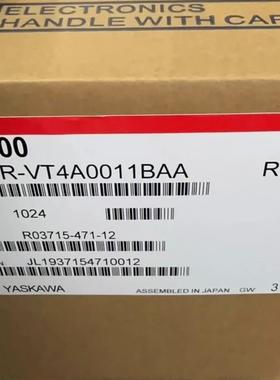 ELECTRONICS
HANDLE WITH CAR
00
R-VT4A0011BAA R
1024
R03715-471-12
N JL1937154710012
YASKAWA ASSEMBLED IN JAPAN GW 3